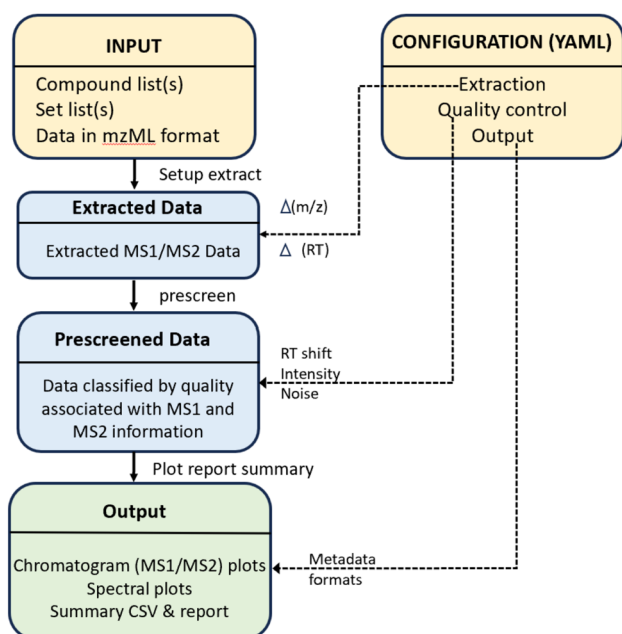 INPUT
Compound list(s)
Set list(s)
Data in mzML format
CONFIGURATION (YAML)
Extraction
Quality control
Output
Setup extract
Extracted Data
Extracted MS1/MS2 Data
Δ(m/z)
Δ (RT)
prescreen
Prescreened Data
Data classified by quality
associated with MS1 and
MS2 information
RT shift
Intensity
Noise
Plot report summary
Output
Chromatogram (MS1/MS2) plots
Spectral plots
Summary CSV & report
Metadata
formats